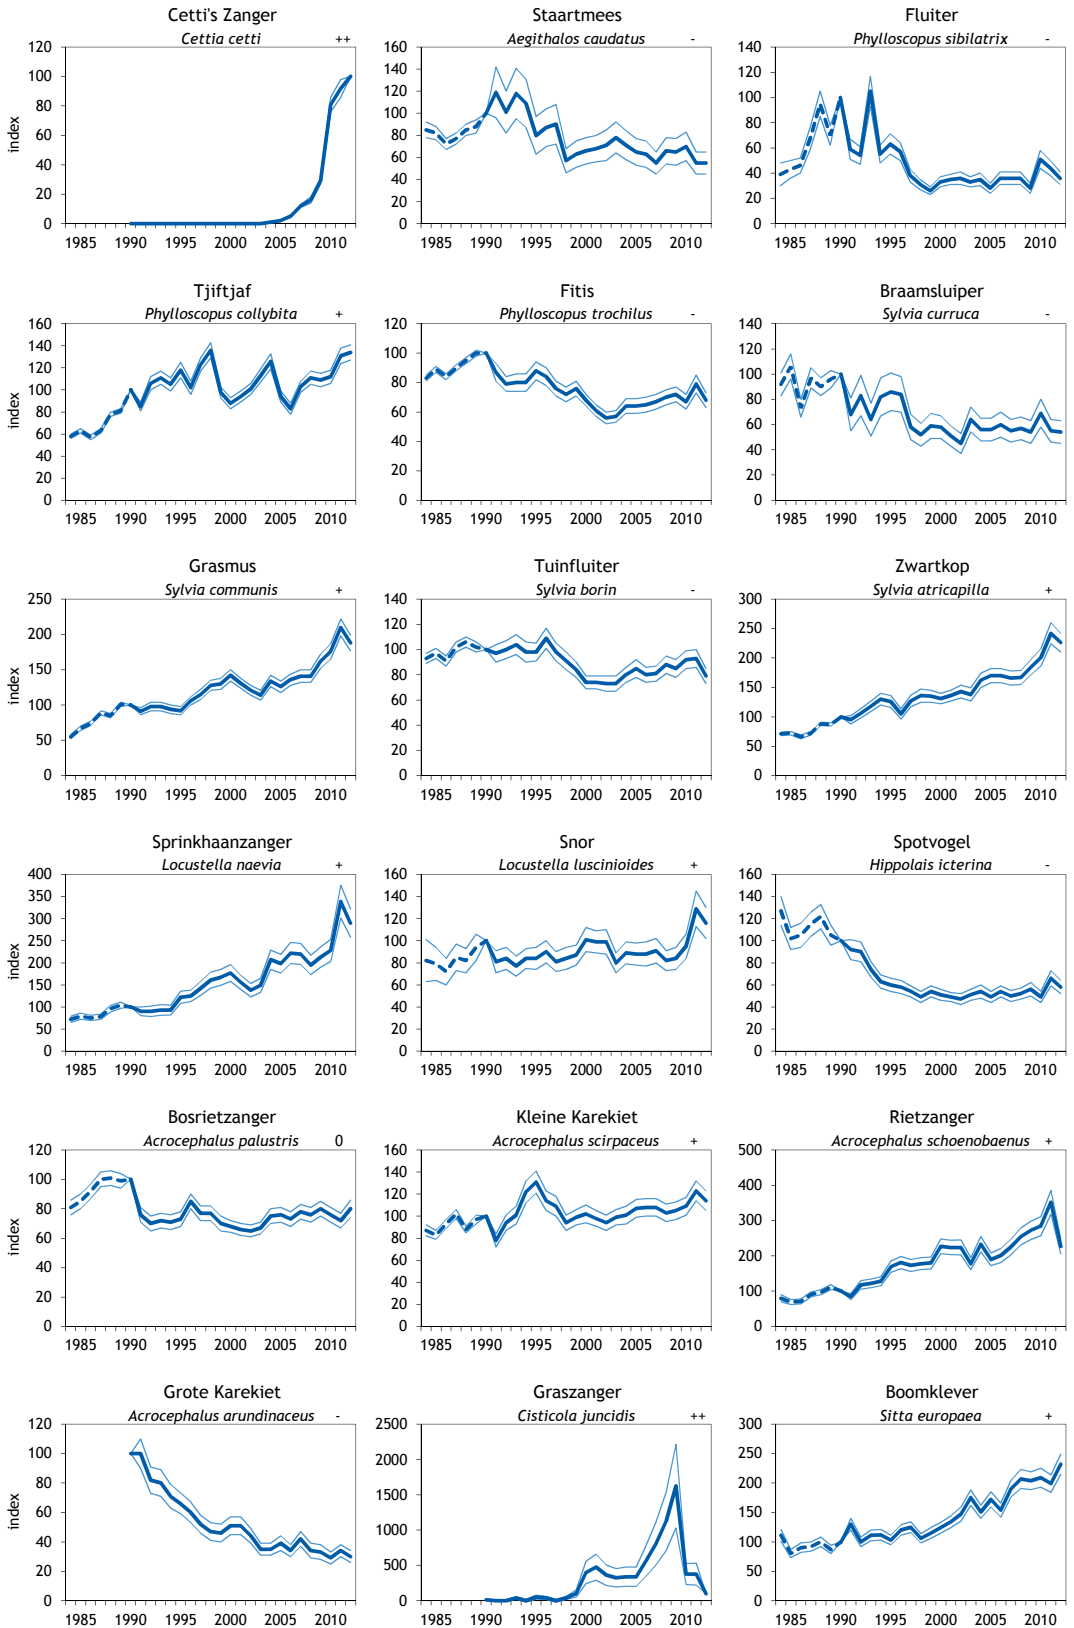 Cetti's Zanger
Cettia cetti ++
index
120
100
80
60
40
20
0
1985 1990 1995 2000 2005 2010
Staartmees
Aegithalos caudatus -
160
140
120
100
80
60
40
20
0
1985 1990 1995 2000 2005 2010
Fluiter
Phylloscopus sibilatrix -
140
120
100
80
60
40
20
0
1985 1990 1995 2000 2005 2010
Tjiftjaf
Phylloscopus collybita +
index
160
140
120
100
80
60
40
20
0
1985 1990 1995 2000 2005 2010
Fitis
Phylloscopus trochilus -
120
100
80
60
40
20
0
1985 1990 1995 2000 2005 2010
Braamsluiper
Sylvia curruca -
140
120
100
80
60
40
20
0
1985 1990 1995 2000 2005 2010
Grasmus
Sylvia communis +
index
250
200
150
100
50
0
1985 1990 1995 2000 2005 2010
Tuinfluiter
Sylvia borin -
140
120
100
80
60
40
20
0
1985 1990 1995 2000 2005 2010
Zwartkop
Sylvia atricapilla +
300
250
200
150
100
50
0
1985 1990 1995 2000 2005 2010
Sprinkhaanzanger
Locustella naevia +
index
400
350
300
250
200
150
100
50
0
1985 1990 1995 2000 2005 2010
Snor
Locustella luscinioides +
160
140
120
100
80
60
40
20
0
1985 1990 1995 2000 2005 2010
Spotvogel
Hippolais icterina -
160
140
120
100
80
60
40
20
0
1985 1990 1995 2000 2005 2010
Bosrietzanger
Acrocephalus palustris 0
index
120
100
80
60
40
20
0
1985 1990 1995 2000 2005 2010
Kleine Karekiet
Acrocephalus scirpaceus +
160
140
120
100
80
60
40
20
0
1985 1990 1995 2000 2005 2010
Rietzanger
Acrocephalus schoenobaenus +
500
400
300
200
100
0
1985 1990 1995 2000 2005 2010
Grote Karekiet
Acrocephalus arundinaceus -
index
120
100
80
60
40
20
0
1985 1990 1995 2000 2005 2010
Graszanger
Cisticola juncidis ++
2500
2000
1500
1000
500
0
1985 1990 1995 2000 2005 2010
Boomklever
Sitta europaea +
300
250
200
150
100
50
0
1985 1990 1995 2000 2005 2010